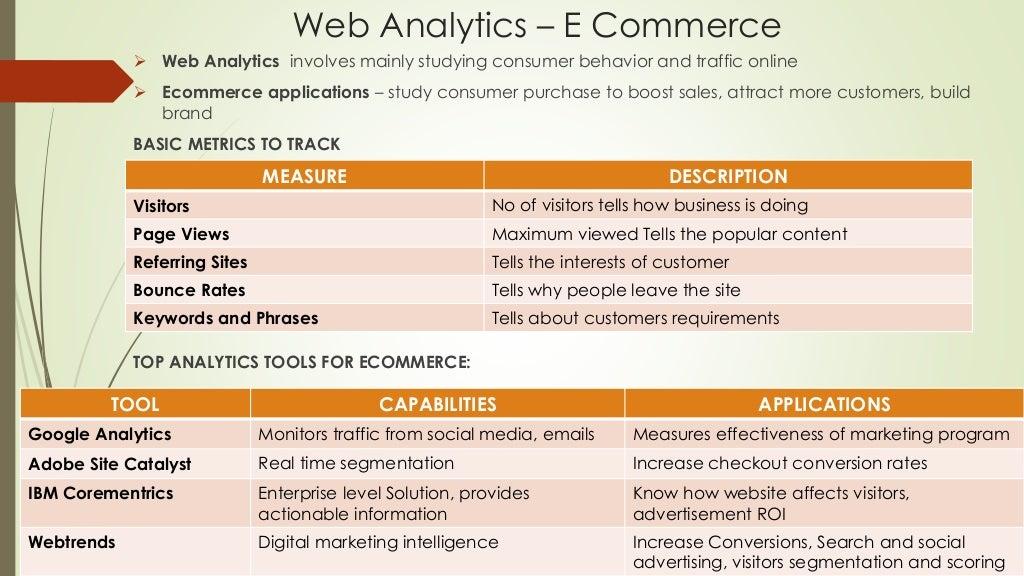 Web Analytics – E Commerce
Web Analytics involves mainly studying consumer behavior and traffic online
Ecommerce applications – study consumer purchase to boost sales, attract more customers, build
brand
BASIC METRICS TO TRACK
MEASURE DESCRIPTION
Visitors No of visitors tells how business is doing
Page Views Maximum viewed Tells the popular content
Referring Sites Tells the interests of customer
Bounce Rates Tells why people leave the site
Keywords and Phrases Tells about customers requirements
TOP ANALYTICS TOOLS FOR ECOMMERCE:
TOOL CAPABILITIES APPLICATIONS
Google Analytics Monitors traffic from social media, emails Measures effectiveness of marketing program
Adobe Site Catalyst Real time segmentation Increase checkout conversion rates
IBM Corementrics Enterprise level Solution, provides Know how website affects visitors,
actionable information advertisement ROI
Webtrends Digital marketing intelligence Increase Conversions, Search and social
advertising, visitors segmentation and scoring